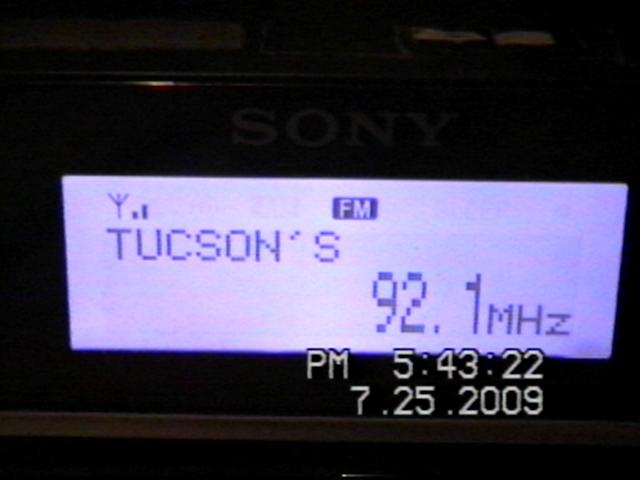 SONY
FM
TUCSON'S
92.1MHz
PM 5:43:22
7.25.2009